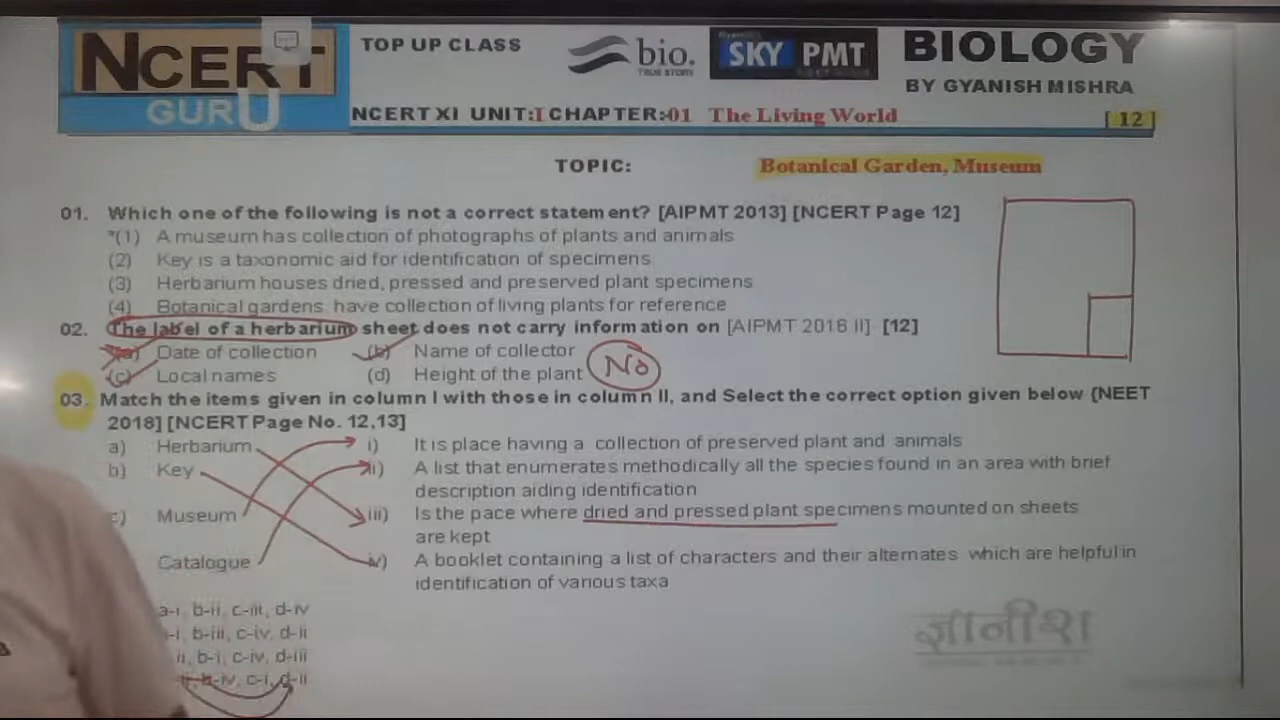 NCERT
GURU
TOP UP CLASS
bio.
TRUE STORY
SKY PMT
BIOLOGY
BY GYANISH MISHRA
NCERT XI UNIT:I CHAPTER:-01 The Living World [12]
TOPIC: Botanical Garden, Museum
01. Which one of the following is not a correct statement? [AIPMT 2013] [NCERT Page 12]
*(1) A museum has collection of photographs of plants and animals
(2) Key is a taxonomic aid for identification of specimens
(3) Herbarium houses dried, pressed and preserved plant specimens
(4) Botanical gardens have collection of living plants for reference
02. The label of a herbarium sheet does not carry information on [AIPMT 2016 II] [12]
(a) Date of collection (b) Name of collector
(c) Local names (d) Height of the plant No
03. Match the items given in column I with those in column II, and Select the correct option given below {NEET
2018] [NCERT Page No. 12,13]
a) Herbarium i) It is place having a collection of preserved plant and animals
b) Key ii) A list that enumerates methodically all the species found in an area with brief
description aiding identification
c) Museum iii) Is the pace where dried and pressed plant specimens mounted on sheets
are kept
Catalogue iv) A booklet containing a list of characters and their alternates which are helpful in
identification of various taxa
a-i, b-ii, c-iii, d-iv
-i, b-iii, c-iv, d-ii
ii, b-i, c-iv, d-iii
b-iv, c-i, d-ii
ज्ञानीश